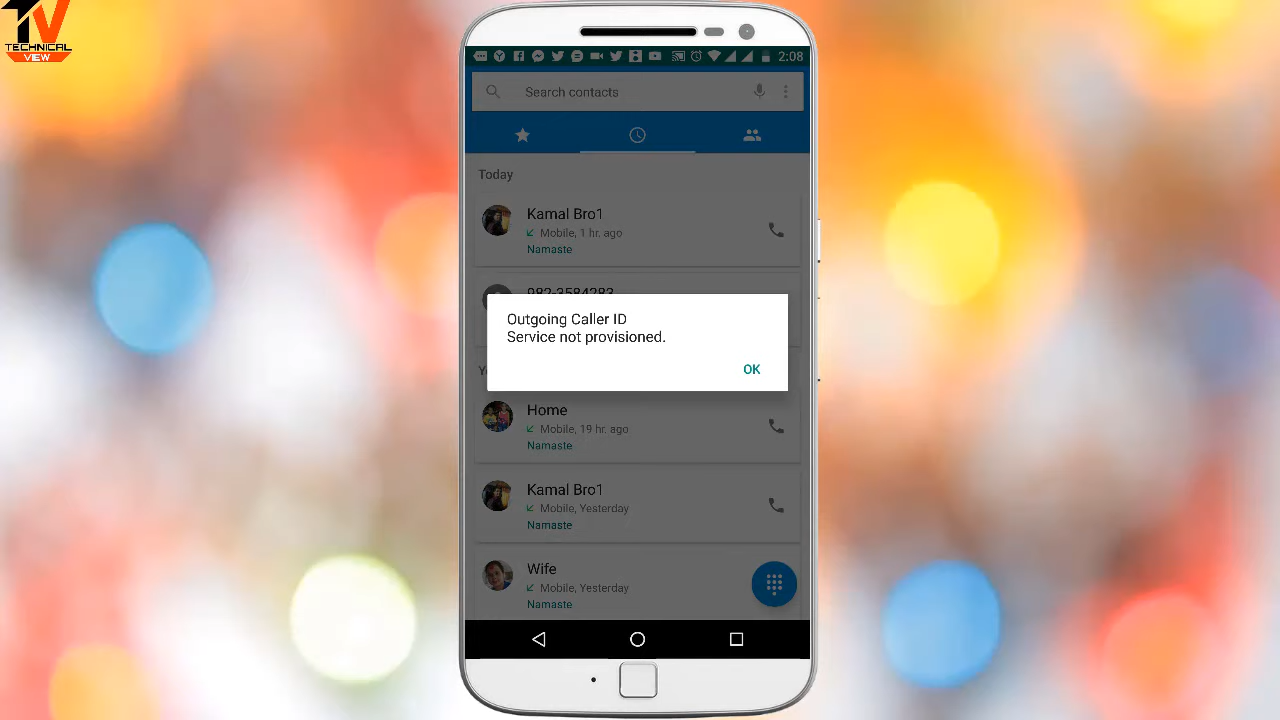 TV
TECHNICAL
VIEW
2:08
Search contacts
Today
Kamal Bro1
Mobile, 1 hr. ago
Namaste
982-3584283
Outgoing Caller ID
Service not provisioned.
OK
Y
Home
Mobile, 19 hr. ago
Namaste
Kamal Bro1
Mobile, Yesterday
Namaste
Wife
Mobile, Yesterday
Namaste